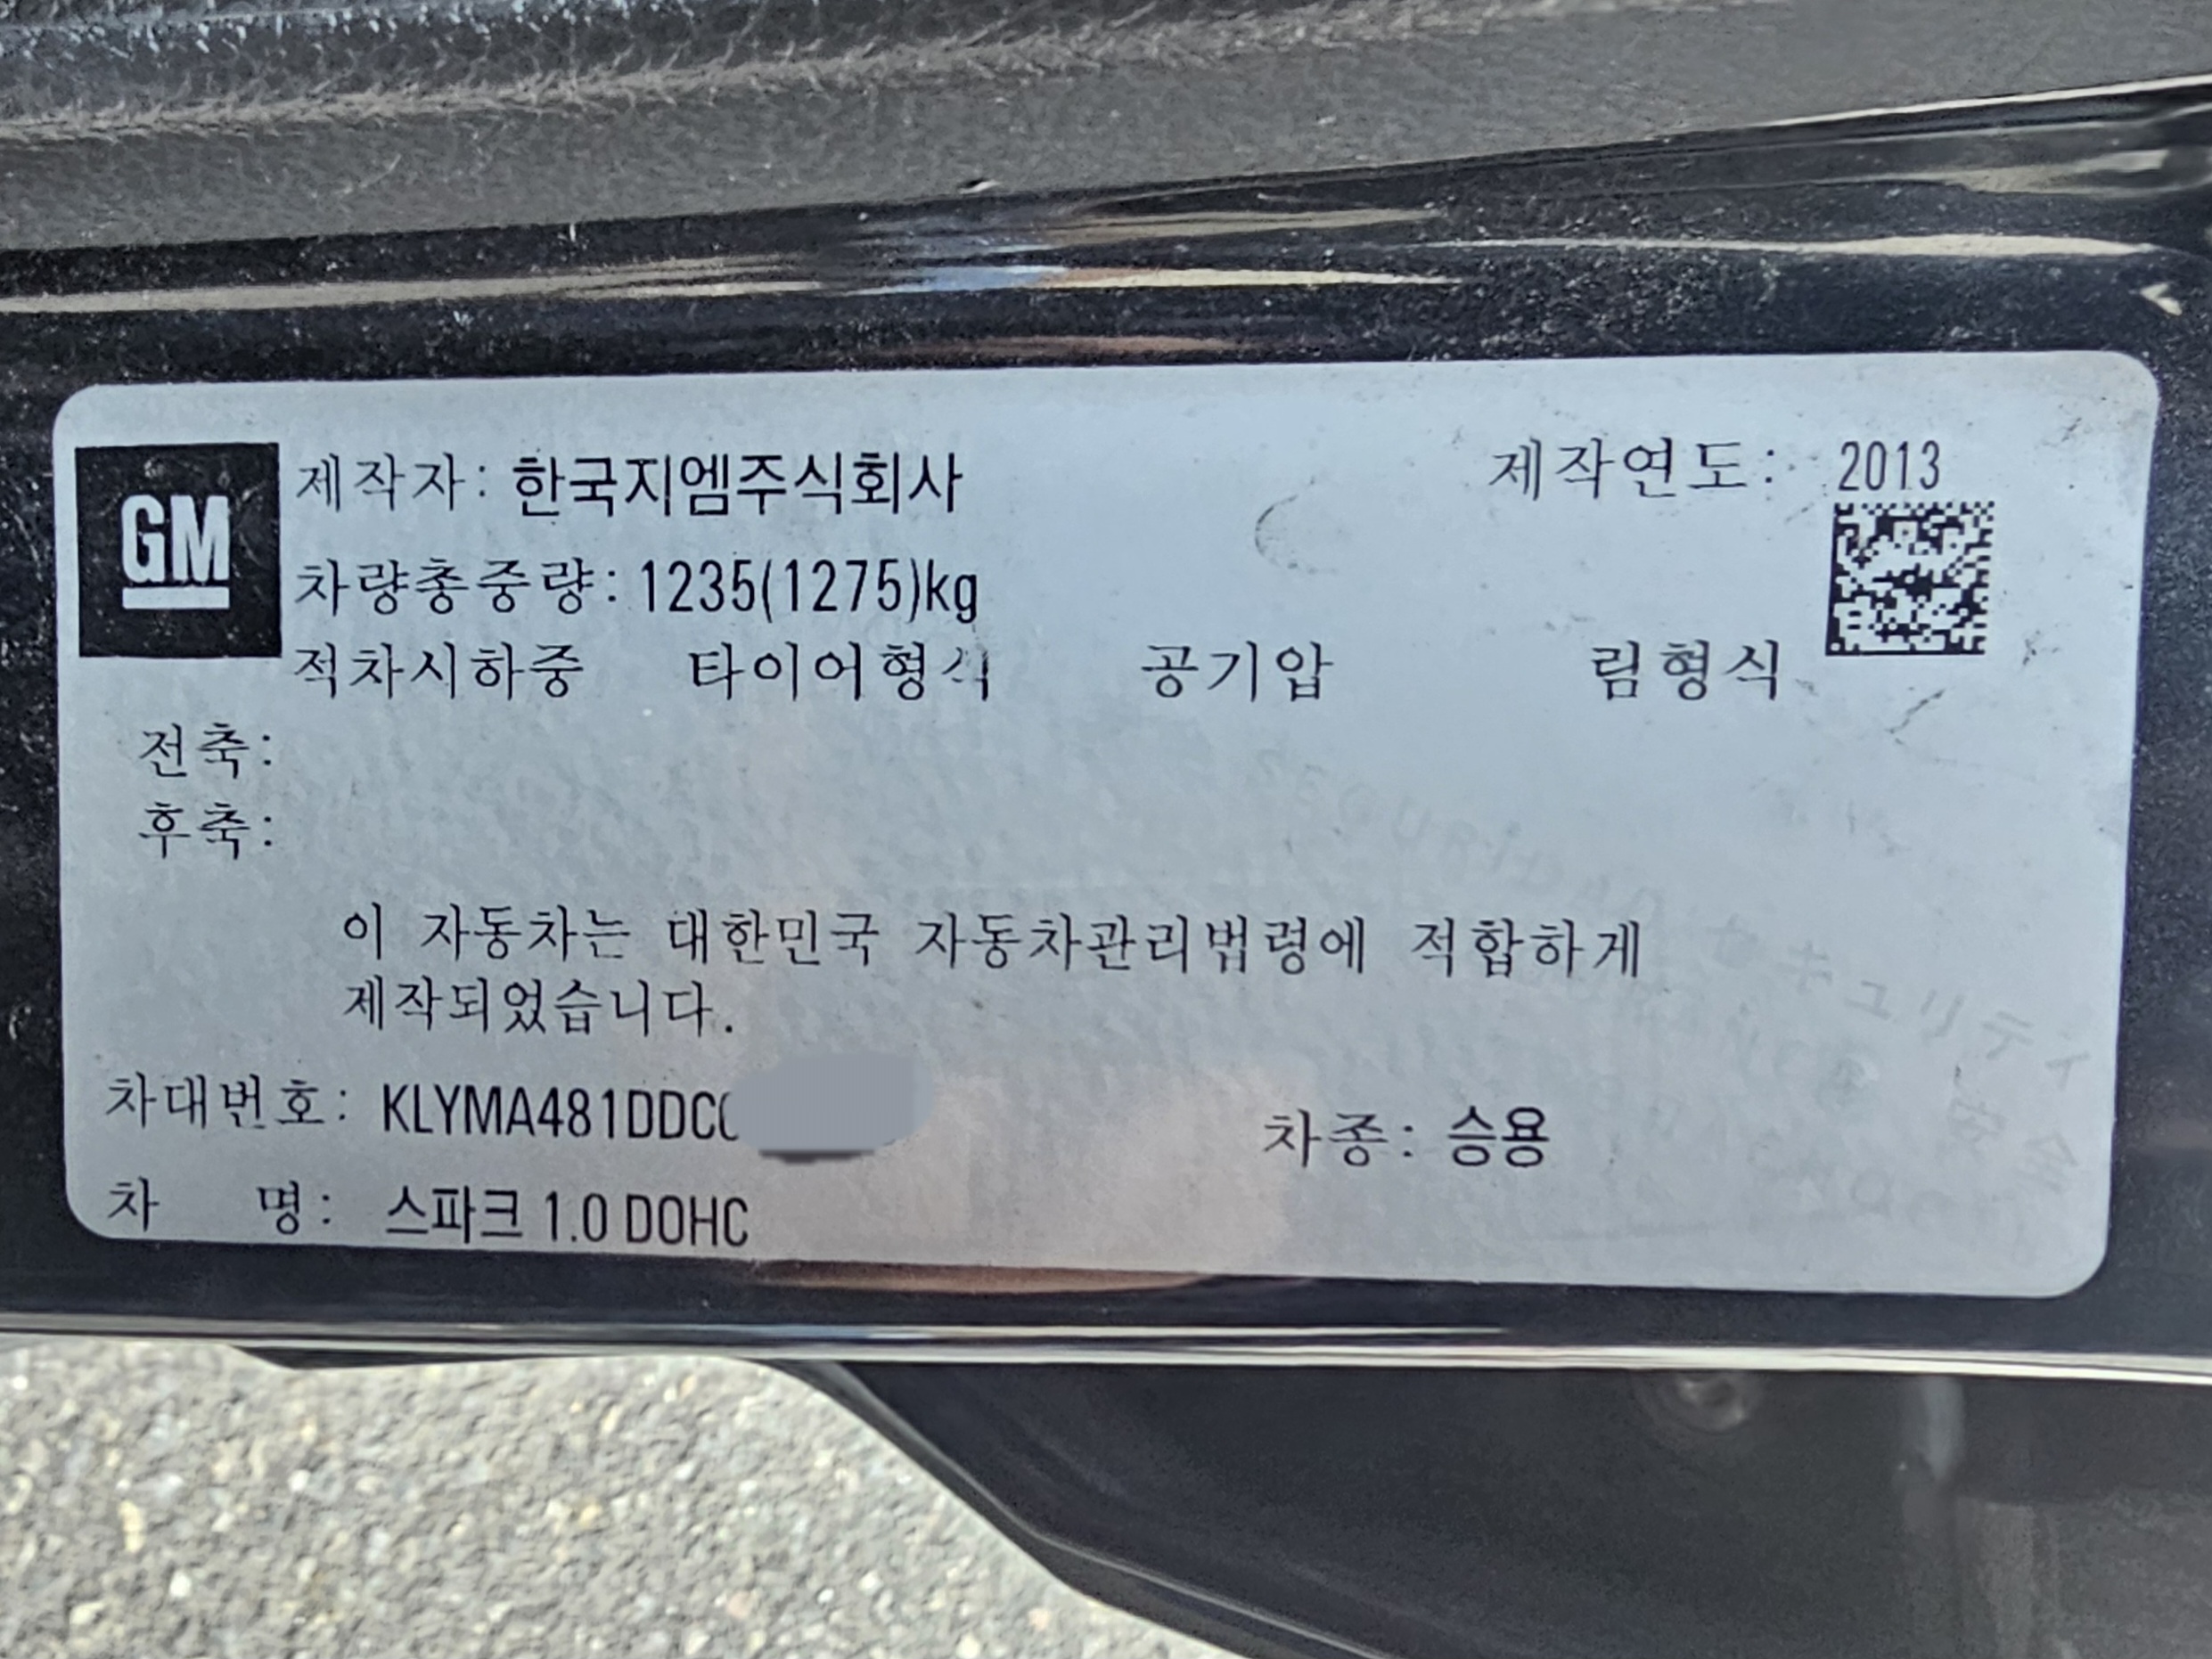 GM
제작자: 한국지엠주식회사 제작연도: 2013
차량총중량: 1235(1275)kg
적차시하중 타이어형식 공기압 림형식
전축:
후축:
이 자동차는 대한민국 자동차관리법령에 적합하게
제작되었습니다.
차대번호: KLYMA481DDC 차종: 승용
차 명: 스파크 1.0 DOHC